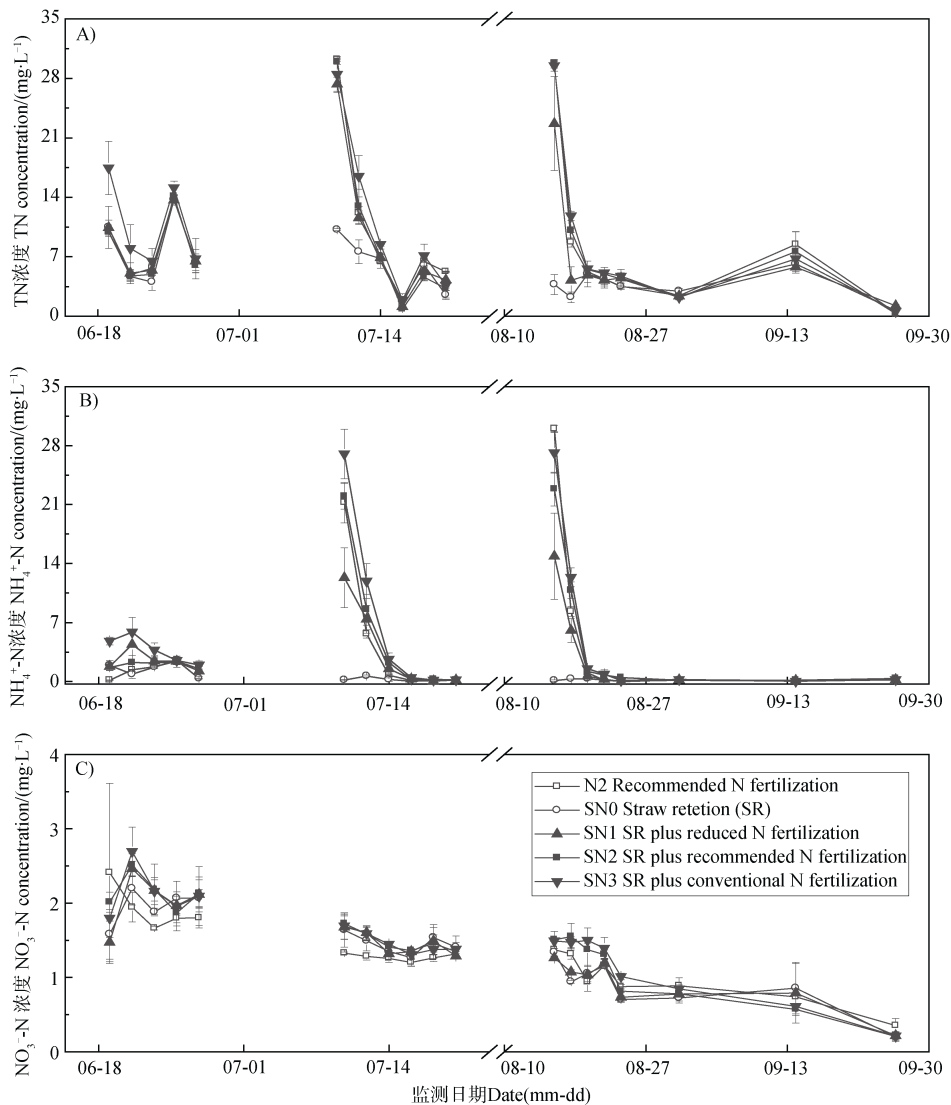 35
28
21
14
7
0
TN浓度 TN concentration/(mg·L⁻¹)
A)
06-18 07-01 07-14 08-10 08-27 09-13 09-30
35
28
21
14
7
0
NH₄⁺-N浓度 NH₄⁺-N concentration/(mg·L⁻¹)
B)
06-18 07-01 07-14 08-10 08-27 09-13 09-30
4
3
2
1
0
NO₃⁻-N 浓度 NO₃⁻-N concentration/(mg·L⁻¹)
C)
N2 Recommended N fertilization
SN0 Straw retetion (SR)
SN1 SR plus reduced N fertilization
SN2 SR plus recommended N fertilization
SN3 SR plus conventional N fertilization
06-18 07-01 07-14 08-10 08-27 09-13 09-30
监测日期Date(mm-dd)